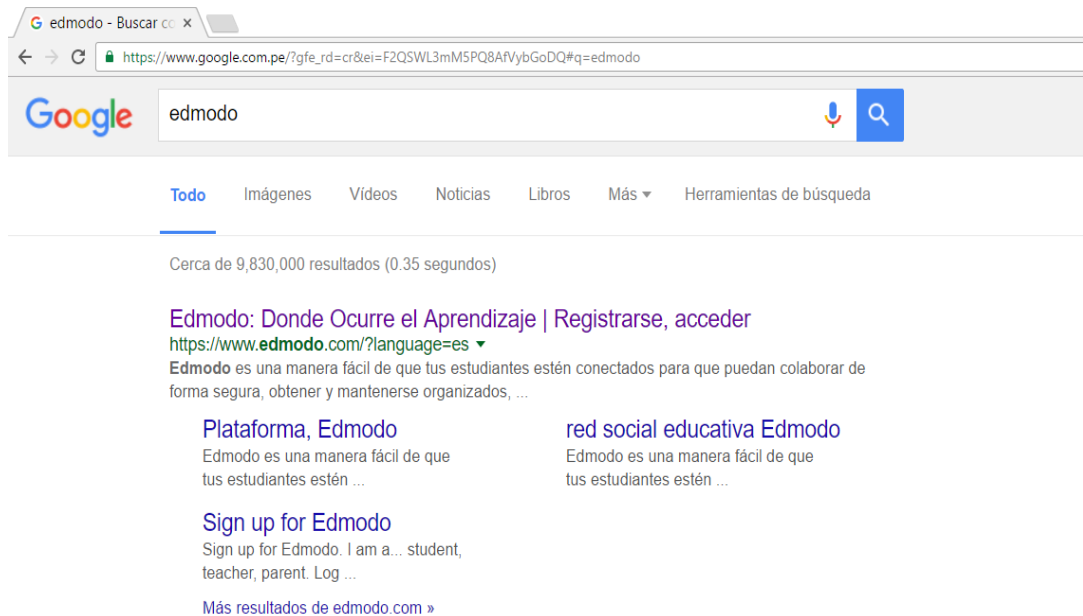 edmodo - Buscar co
https://www.google.com.pe/?gfe_rd=cr&ei=F2QSWL3mM5PQ8AfVybGoDQ#q=edmodo
Google edmodo
Todo Imágenes Vídeos Noticias Libros Más Herramientas de búsqueda
Cerca de 9,830,000 resultados (0.35 segundos)
Edmodo: Donde Ocurre el Aprendizaje | Registrarse, acceder
https://www.edmodo.com/?language=es
Edmodo es una manera fácil de que tus estudiantes estén conectados para que puedan colaborar de
forma segura, obtener y mantenerse organizados, ...
Plataforma, Edmodo
Edmodo es una manera fácil de que
tus estudiantes estén ...
red social educativa Edmodo
Edmodo es una manera fácil de que
tus estudiantes estén ...
Sign up for Edmodo
Sign up for Edmodo. I am a... student,
teacher, parent. Log ...
Más resultados de edmodo.com »